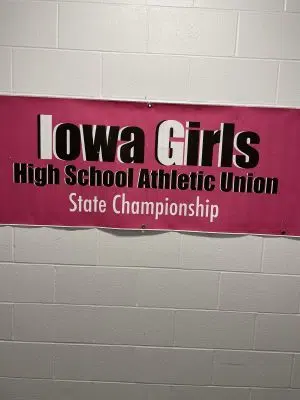 Iowa Girls
High School Athletic Union
State Championship